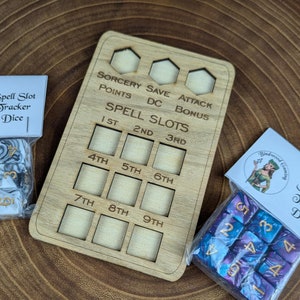 Spell Slot
Tracker
Dice
Sorcery Save Attack
Points DC Bonus
Spell Slots
1st 2nd 3rd
4th 5th 6th
7th 8th 9th